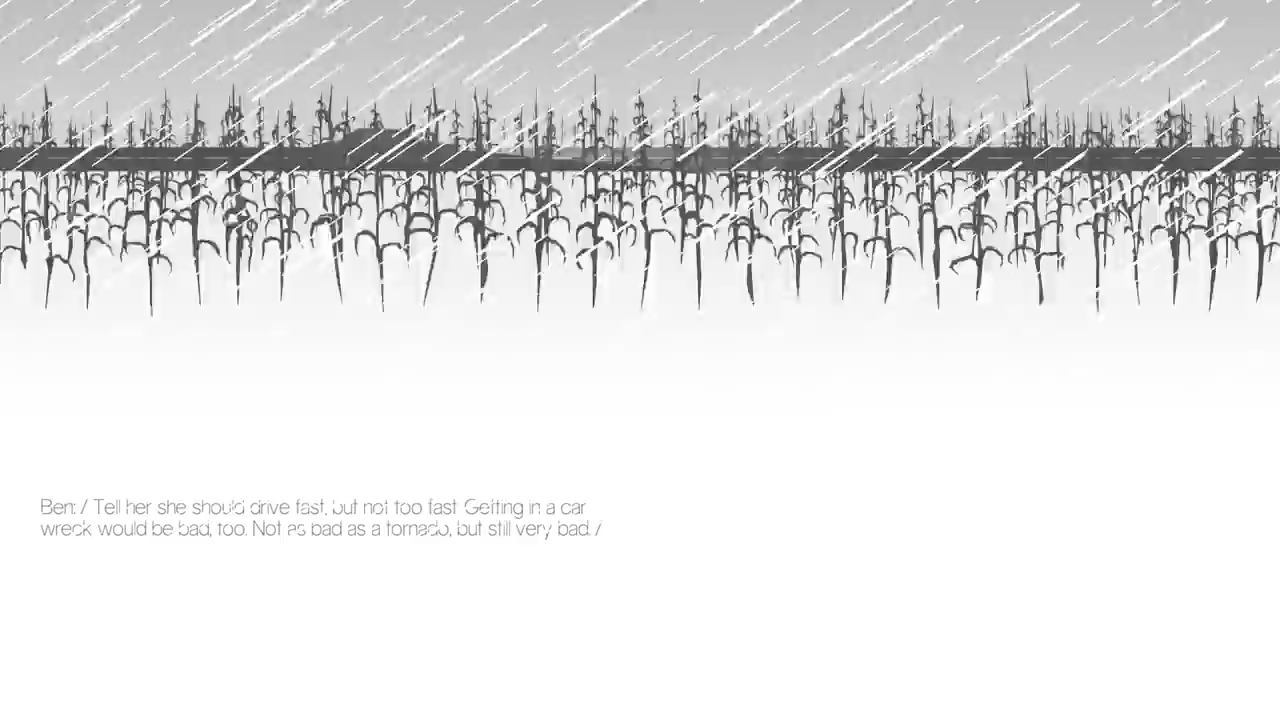 Ben: / Tell her she should drive fast, but not too fast. Getting in a car
wreck would be bad, too. Not as bad as a tornado, but still very bad. /